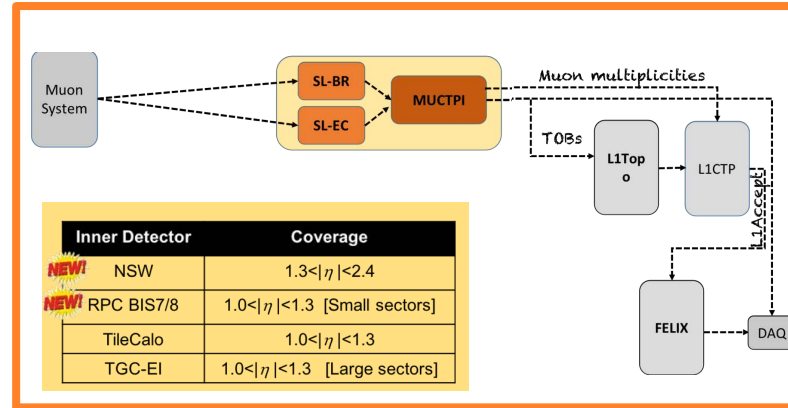 Muon
System
SL-BR
SL-EC
MUCTPI
Muon multiplicities
TOBs
L1Top
o
L1CTP
L1Accept
FELIX
DAQ
Inner Detector Coverage
NEW! NSW 1.3<|η|<2.4
NEW! RPC BIS7/8 1.0<|η|<1.3 [Small sectors]
TileCalo 1.0<|η|<1.3
TGC-EI 1.0<|η|<1.3 [Large sectors]